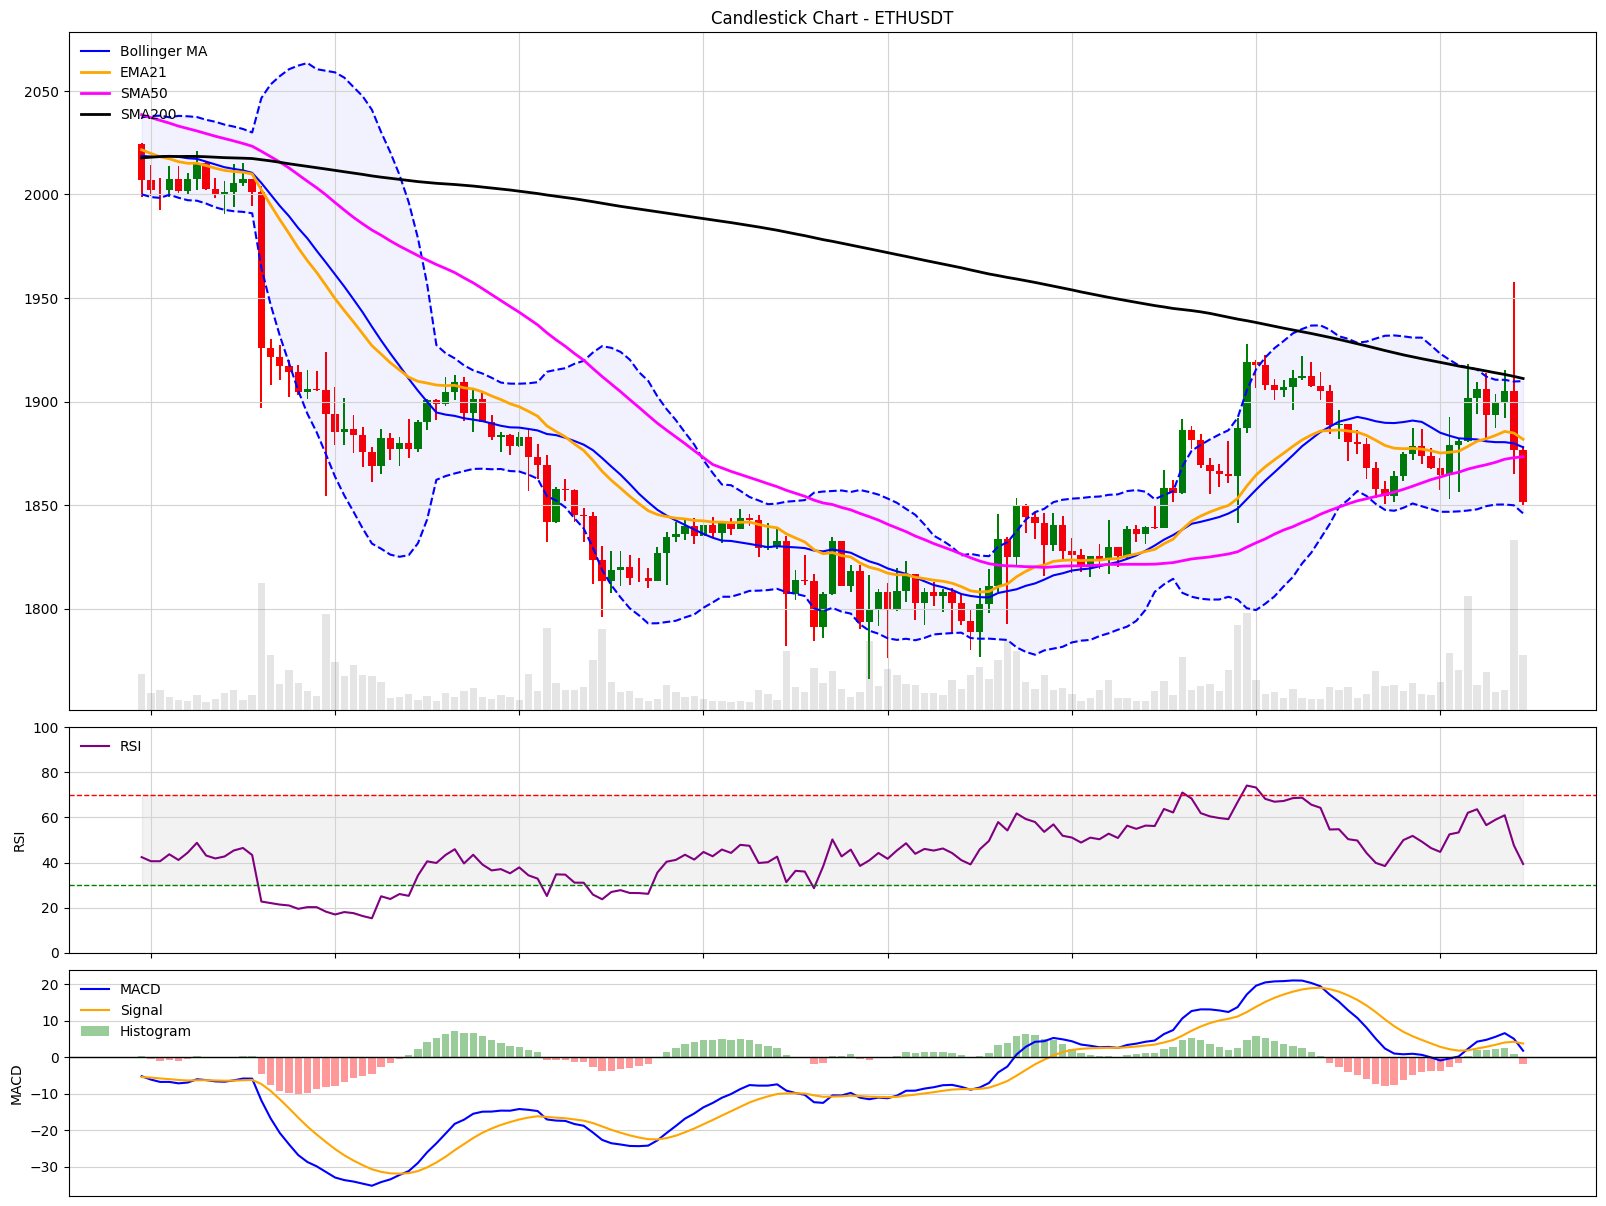 Candlestick Chart - ETHUSDT
Bollinger MA
EMA21
SMA50
SMA200
2050
2000
1950
1900
1850
1800
RSI
100
80
60
40
20
0
RSI
MACD
Signal
Histogram
20
10
0
−10
−20
−30
MACD